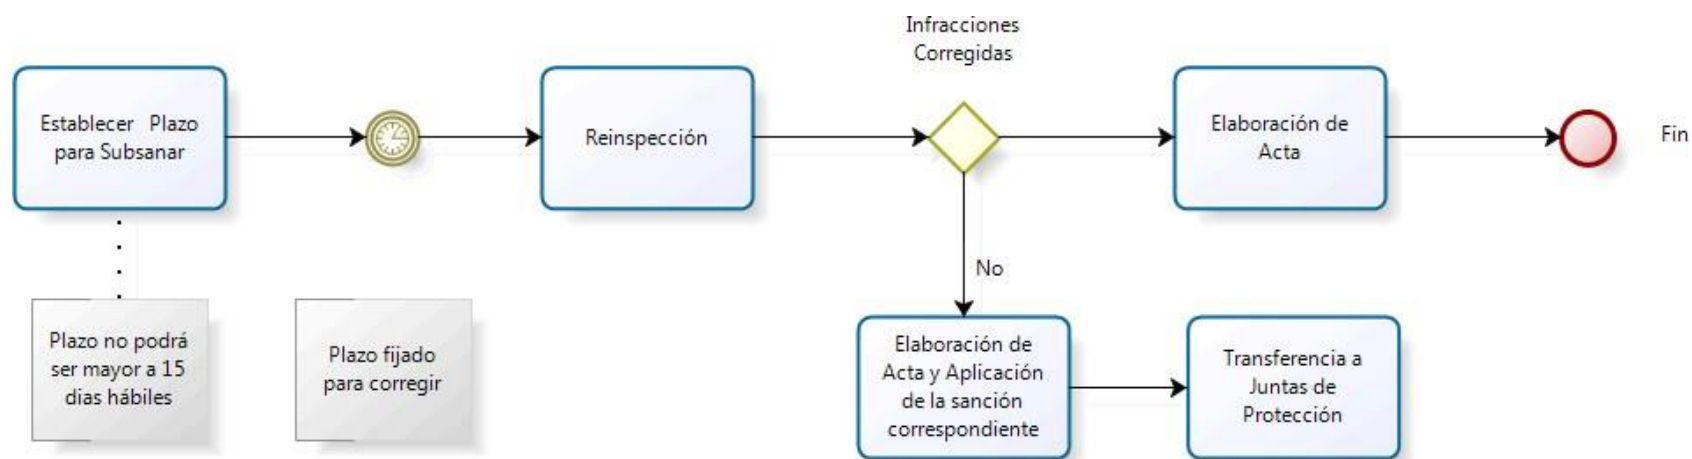 Infracciones
Corregidas
Establecer Plazo
para Subsanar
Reinspección
Elaboración de
Acta
Fin
No
Plazo no podrá
ser mayor a 15
dias hábiles
Plazo fijado
para corregir
Elaboración de
Acta y Aplicación
de la sanción
correspondiente
Transferencia a
Juntas de
Protección